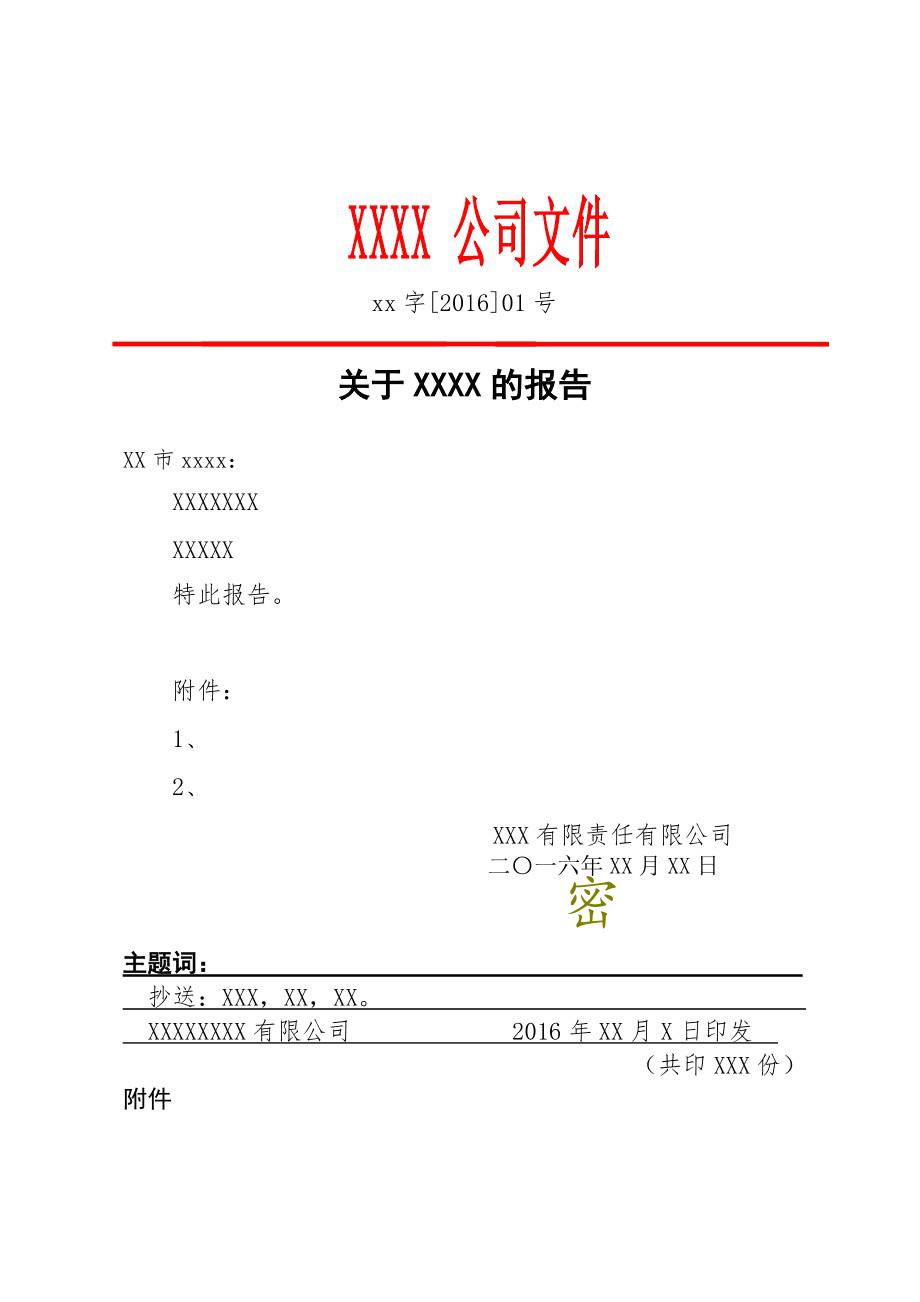 XXXX 公司文件
xx 字[2016]01 号
关于 XXXX 的报告
XX 市 xxxx：
XXXXXXX
XXXXX
特此报告。
附件：
1、
2、
XXX 有限责任有限公司
二〇一六年 XX 月 XX 日
密
主题词：
抄送：XXX，XX，XX。
XXXXXXXX 有限公司 2016 年 XX 月 X 日印发
（共印 XXX 份）
附件